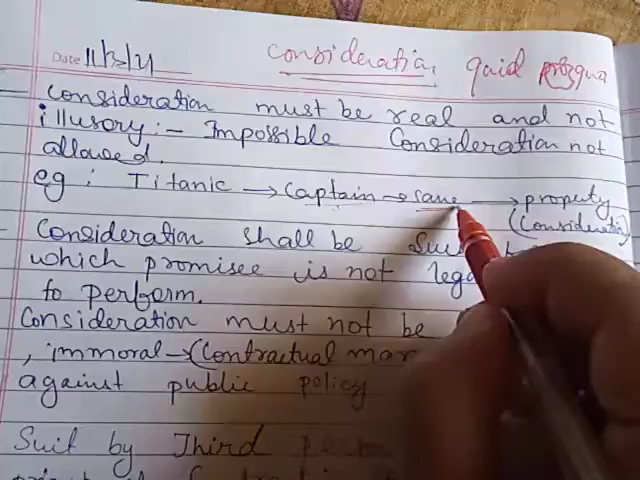 Date 11/3/21 Consideration quid pro qua
- Consideration must be real and not
illusory :- Impossible Consideration not
allowed.
eg : Titanic → Captain → save → property
(Consideration)
- Consideration shall be Such
which promisee is not lega
to perform.
Consideration must not be
, immoral → (Contractual mar
against public policy
Suit by Third